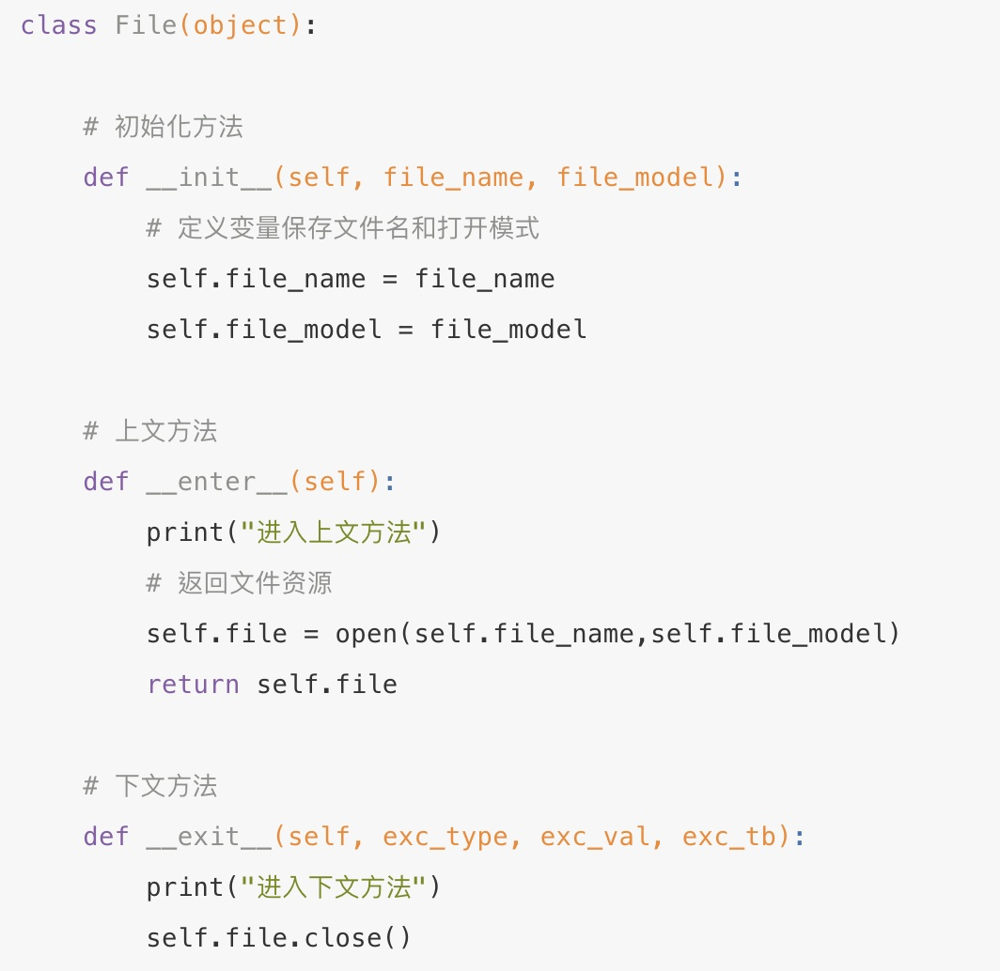 class File(object):
# 初始化方法
def __init__(self, file_name, file_model):
# 定义变量保存文件名和打开模式
self.file_name = file_name
self.file_model = file_model
# 上文方法
def __enter__(self):
print("进入上文方法")
# 返回文件资源
self.file = open(self.file_name,self.file_model)
return self.file
# 下文方法
def __exit__(self, exc_type, exc_val, exc_tb):
print("进入下文方法")
self.file.close()